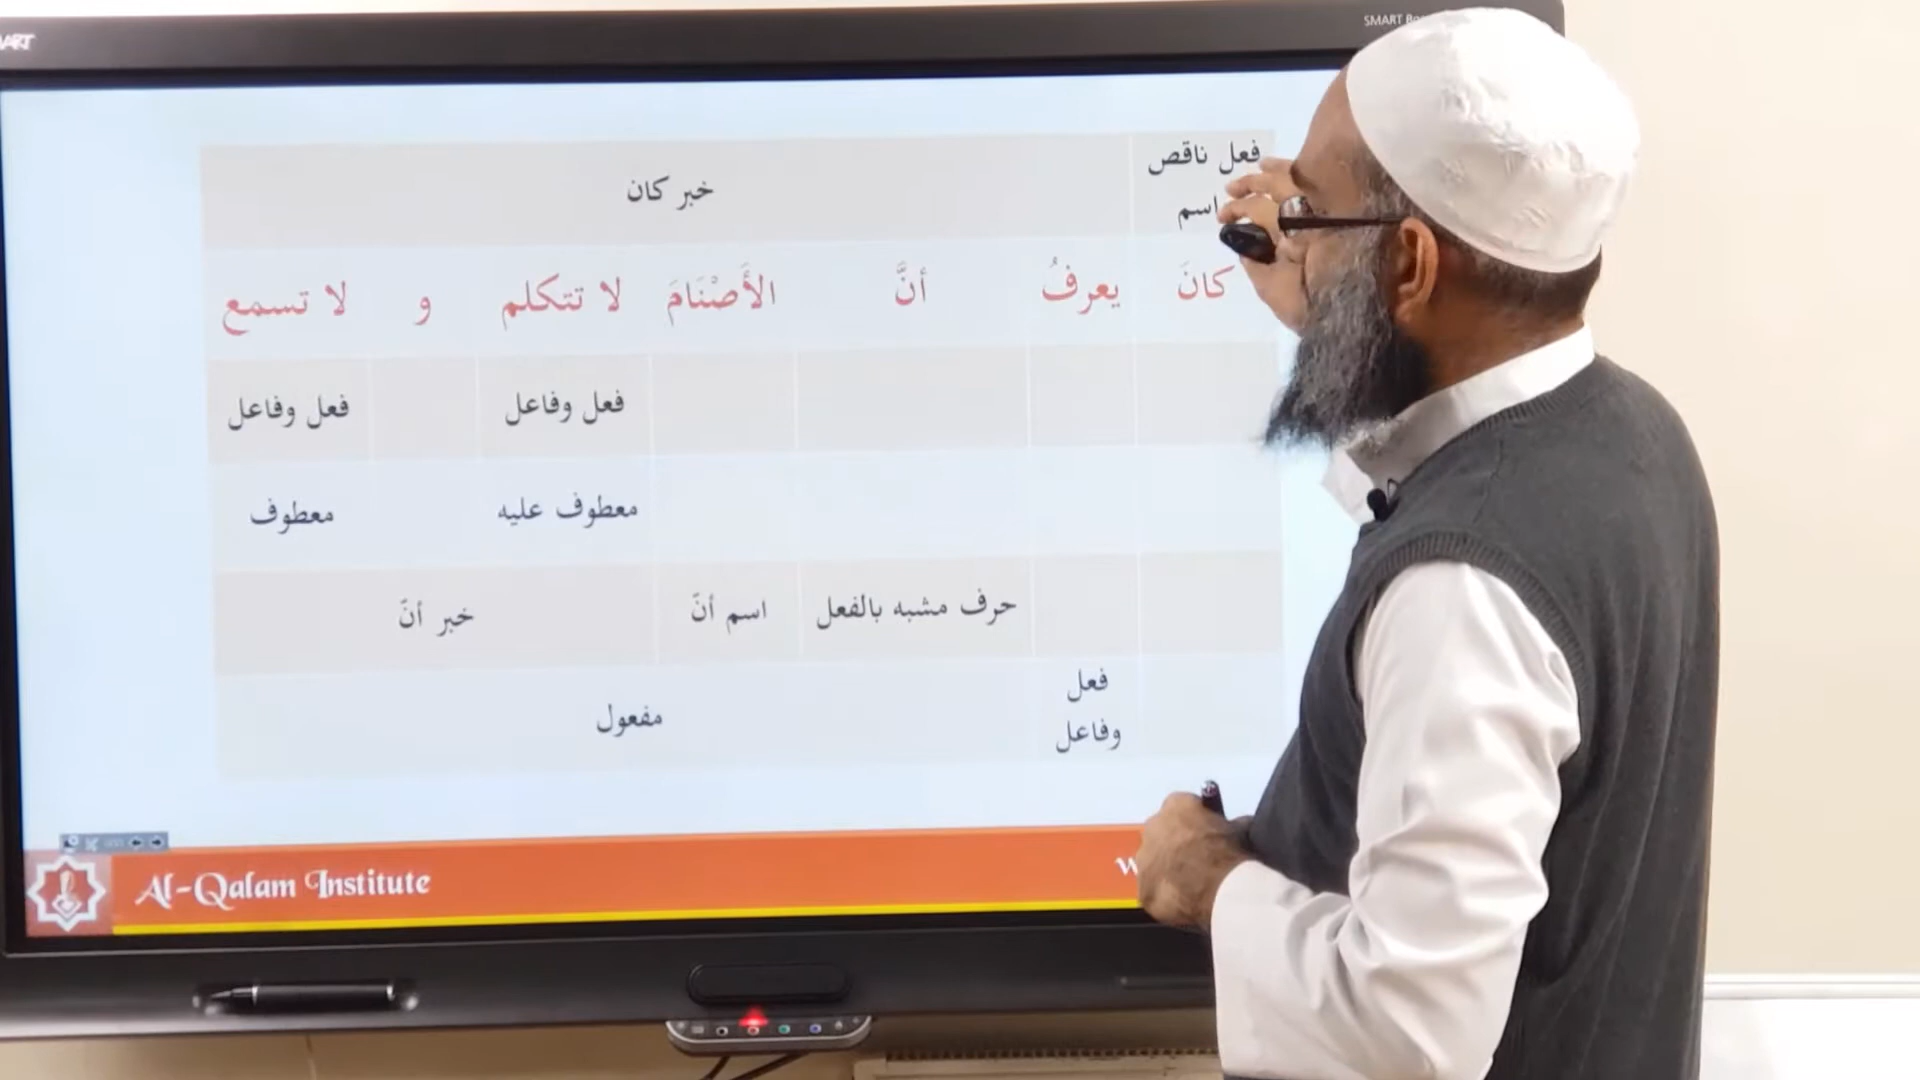 SMART
فعل ناقص
خبر كان
اسم
كانَ يعرفُ أنَّ الأَصْنَامَ لا تتكلم و لا تسمع
فعل وفاعل فعل وفاعل
معطوف عليه معطوف
حرف مشبه بالفعل اسم أنّ خبر أنّ
فعل
وفاعل
مفعول
Al-Qalam Institute